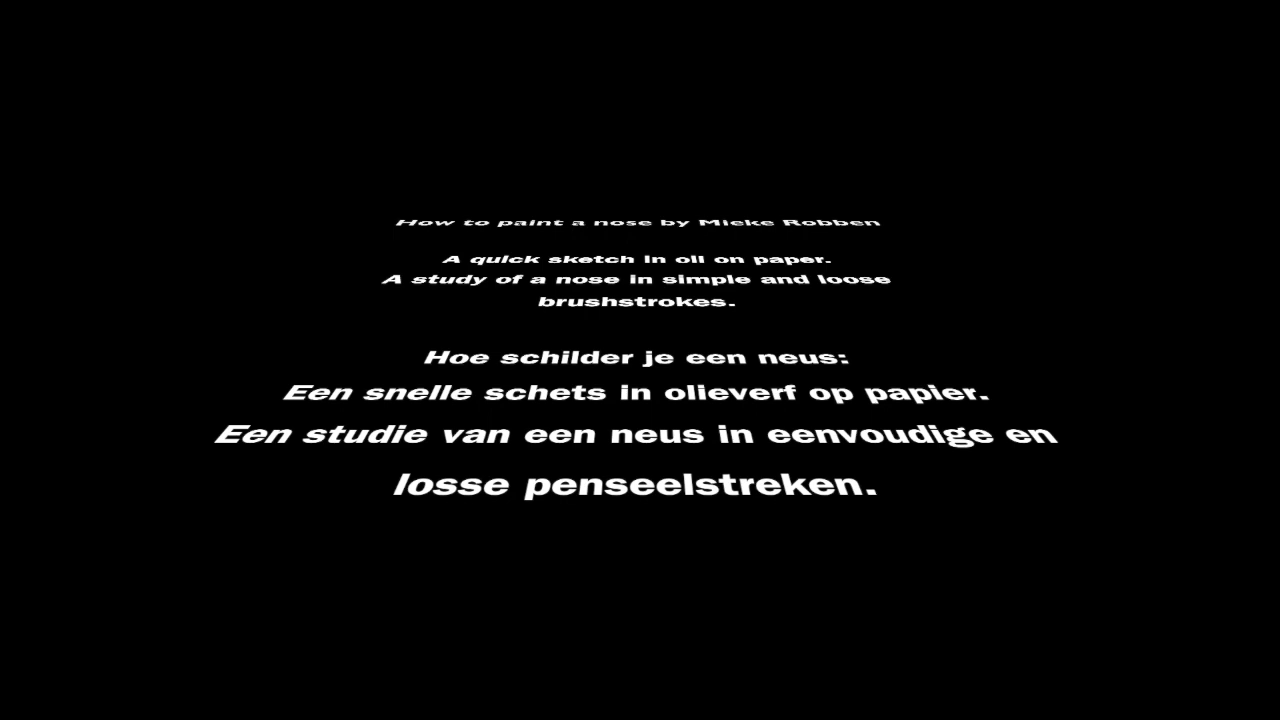 How to paint a nose by Mieke Robben
A quick sketch in oil on paper.
A study of a nose in simple and loose
brushstrokes.
Hoe schilder je een neus:
Een snelle schets in olieverf op papier.
Een studie van een neus in eenvoudige en
losse penseelstreken.